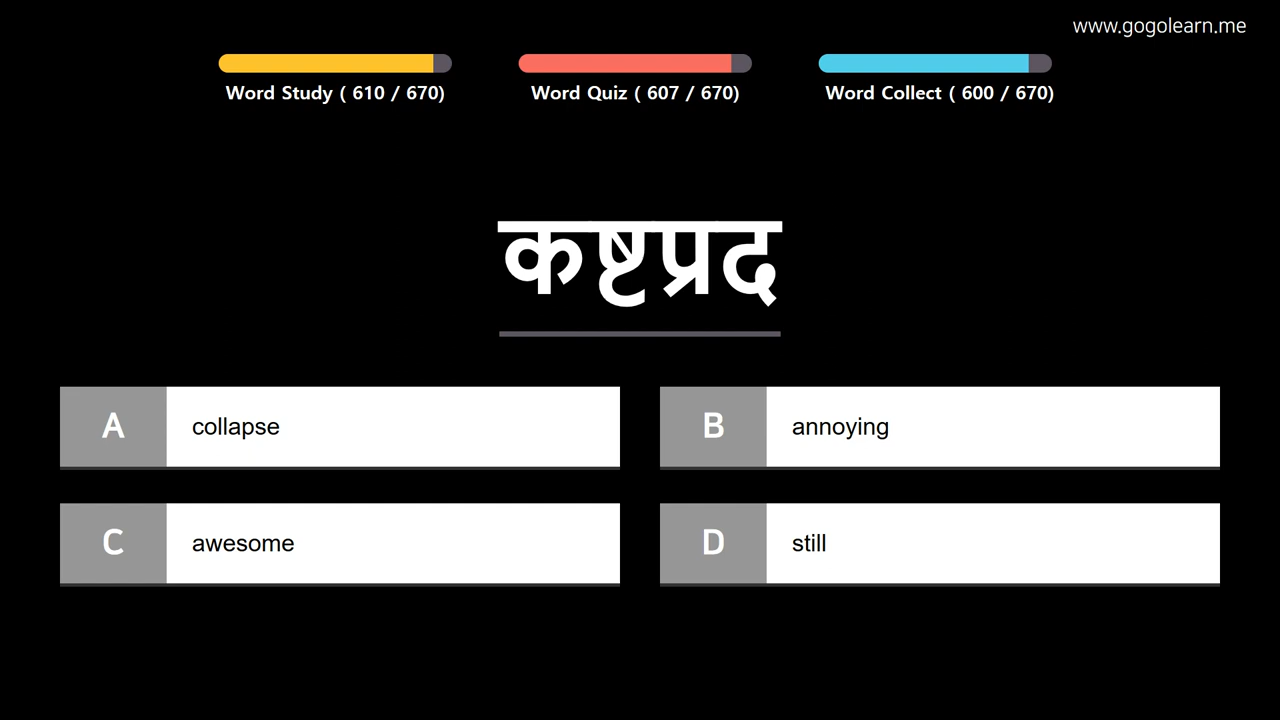 www.gogolearn.me
Word Study ( 610 / 670)
Word Quiz ( 607 / 670)
Word Collect ( 600 / 670)
कष्टप्रद
A collapse
B annoying
C awesome
D still